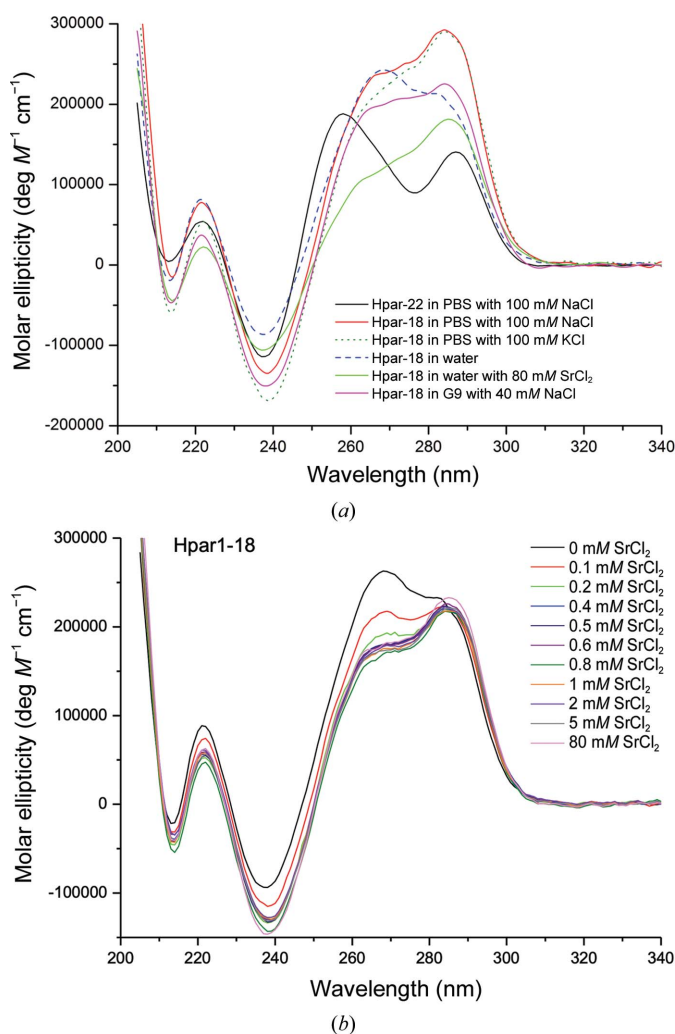 300000
200000
100000
0
-100000
-200000
Molar ellipticity (deg M⁻¹ cm⁻¹)
Hpar-22 in PBS with 100 mM NaCl
Hpar-18 in PBS with 100 mM NaCl
Hpar-18 in PBS with 100 mM KCl
Hpar-18 in water
Hpar-18 in water with 80 mM SrCl₂
Hpar-18 in G9 with 40 mM NaCl
200 220 240 260 280 300 320 340
Wavelength (nm)
(a)
Hpar1-18
300000
200000
100000
0
-100000
Molar ellipticity (deg M⁻¹ cm⁻¹)
0 mM SrCl₂
0.1 mM SrCl₂
0.2 mM SrCl₂
0.4 mM SrCl₂
0.5 mM SrCl₂
0.6 mM SrCl₂
0.8 mM SrCl₂
1 mM SrCl₂
2 mM SrCl₂
5 mM SrCl₂
80 mM SrCl₂
200 220 240 260 280 300 320 340
Wavelength (nm)
(b)